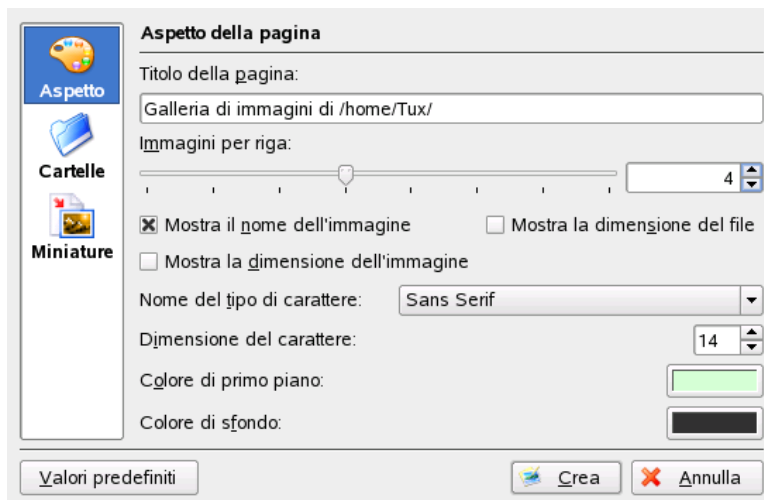 Aspetto
Cartelle
Miniature
Aspetto della pagina
Titolo della pagina:
Galleria di immagini di /home/Tux/
Immagini per riga:
4
Mostra il nome dell'immagine
Mostra la dimensione del file
Mostra la dimensione dell'immagine
Nome del tipo di carattere:
Sans Serif
Dimensione del carattere:
14
Colore di primo piano:
Colore di sfondo:
Valori predefiniti
Crea
Annulla